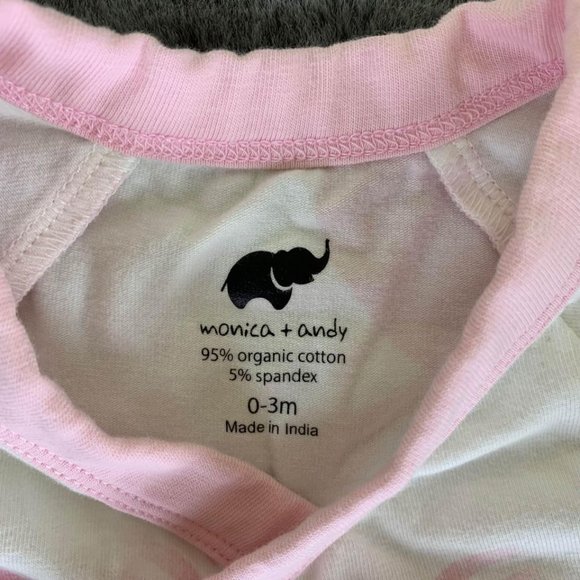 monica + andy
95% organic cotton
5% spandex
0-3m
Made in India